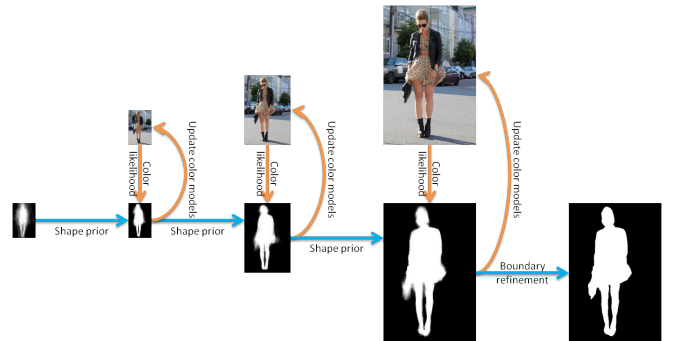 Color
likelihood
Update color models
Color
likelihood
Update color models
Color
likelihood
Update color models
Shape prior
Shape prior
Shape prior
Boundary
refinement